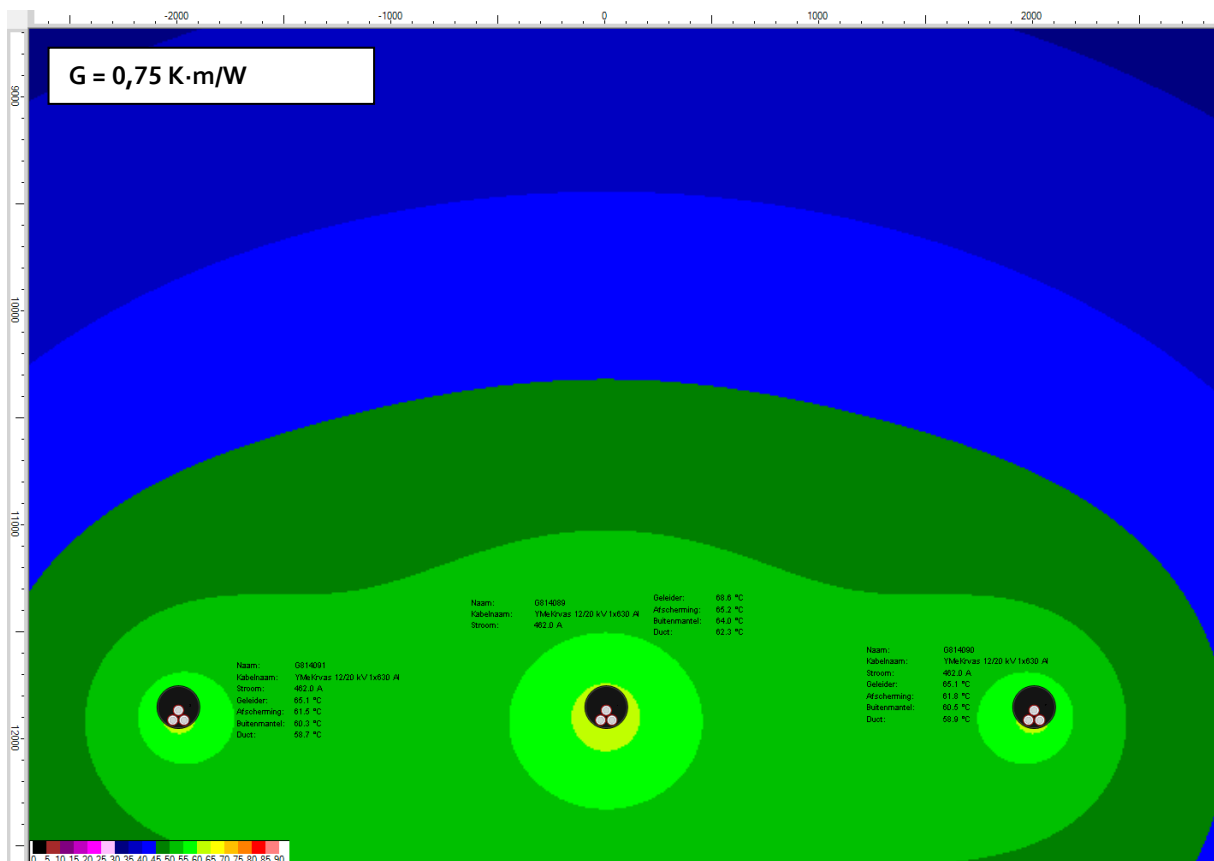 -2000 -1000 0 1000 2000
G = 0,75 K·m/W
9000
10000
11000
12000
Naam: G814089
Kabelnaam: YMeKrvas 12/20 kV 1x630 Al
Stroom: 462.0 A
Geleider: 68.6 °C
Afscherming: 65.2 °C
Buitenmantel: 64.0 °C
Duct: 62.3 °C
Naam: G814091
Kabelnaam: YMeKrvas 12/20 kV 1x630 Al
Stroom: 462.0 A
Geleider: 65.1 °C
Afscherming: 61.5 °C
Buitenmantel: 60.3 °C
Duct: 58.7 °C
Naam: G814090
Kabelnaam: YMeKrvas 12/20 kV 1x630 Al
Stroom: 462.0 A
Geleider: 65.1 °C
Afscherming: 61.8 °C
Buitenmantel: 60.5 °C
Duct: 58.9 °C
0 5 10 15 20 25 30 35 40 45 50 55 60 65 70 75 80 85 90